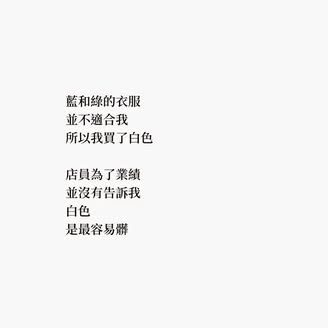 藍和綠的衣服
並不適合我
所以我買了白色
店員為了業績
並沒有告訴我
白色
是最容易髒